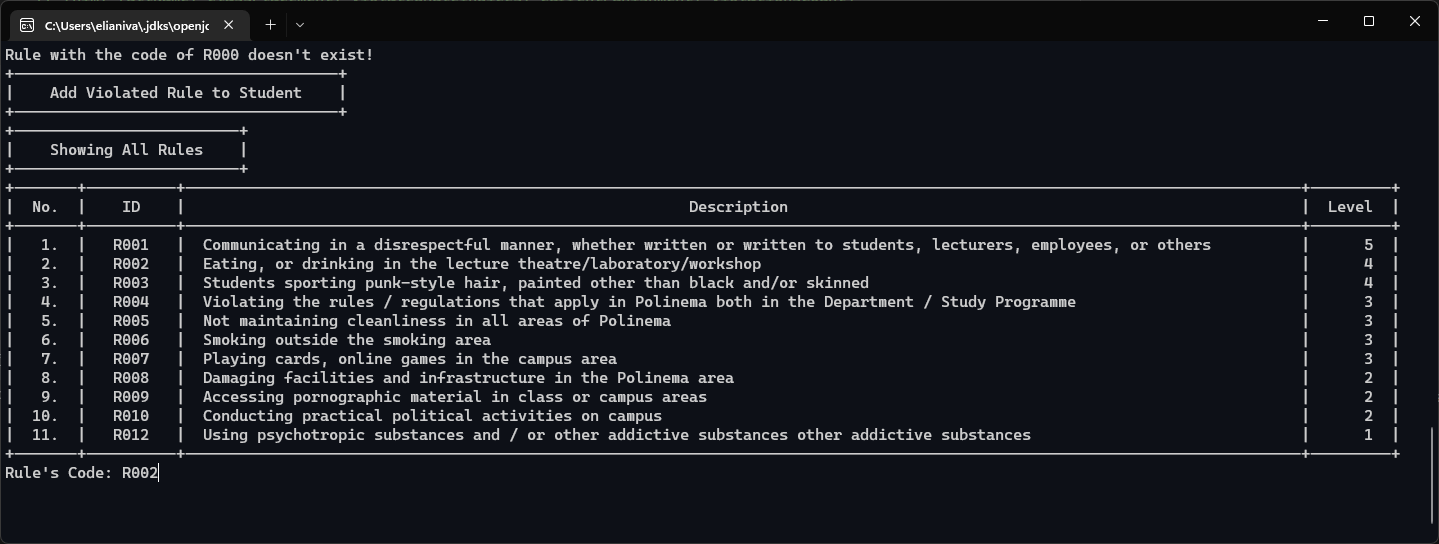 C:\Users\elianiva\.jdks\openjc
Rule with the code of R000 doesn't exist!
Add Violated Rule to Student
Showing All Rules
No. | ID | Description | Level
1. | R001 | Communicating in a disrespectful manner, whether written or written to students, lecturers, employees, or others | 5
2. | R002 | Eating, or drinking in the lecture theatre/laboratory/workshop | 4
3. | R003 | Students sporting punk-style hair, painted other than black and/or skinned | 4
4. | R004 | Violating the rules / regulations that apply in Polinema both in the Department / Study Programme | 3
5. | R005 | Not maintaining cleanliness in all areas of Polinema | 3
6. | R006 | Smoking outside the smoking area | 3
7. | R007 | Playing cards, online games in the campus area | 3
8. | R008 | Damaging facilities and infrastructure in the Polinema area | 2
9. | R009 | Accessing pornographic material in class or campus areas | 2
10. | R010 | Conducting practical political activities on campus | 2
11. | R012 | Using psychotropic substances and / or other addictive substances other addictive substances | 1
Rule's Code: R002